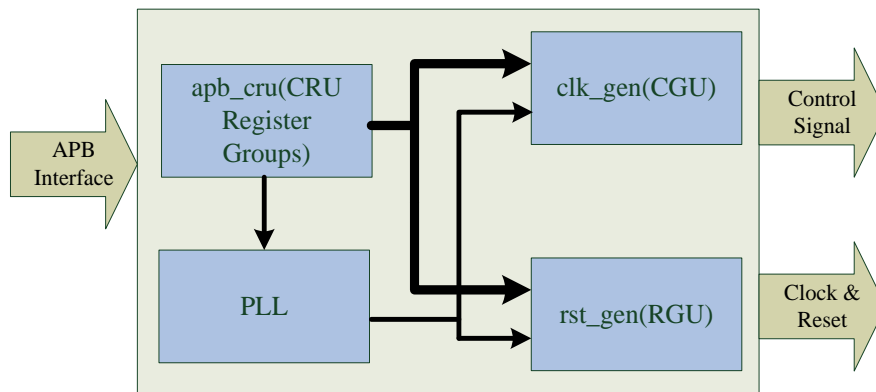 APB
Interface
apb_cru(CRU
Register
Groups)
PLL
clk_gen(CGU)
rst_gen(RGU)
Control
Signal
Clock &
Reset